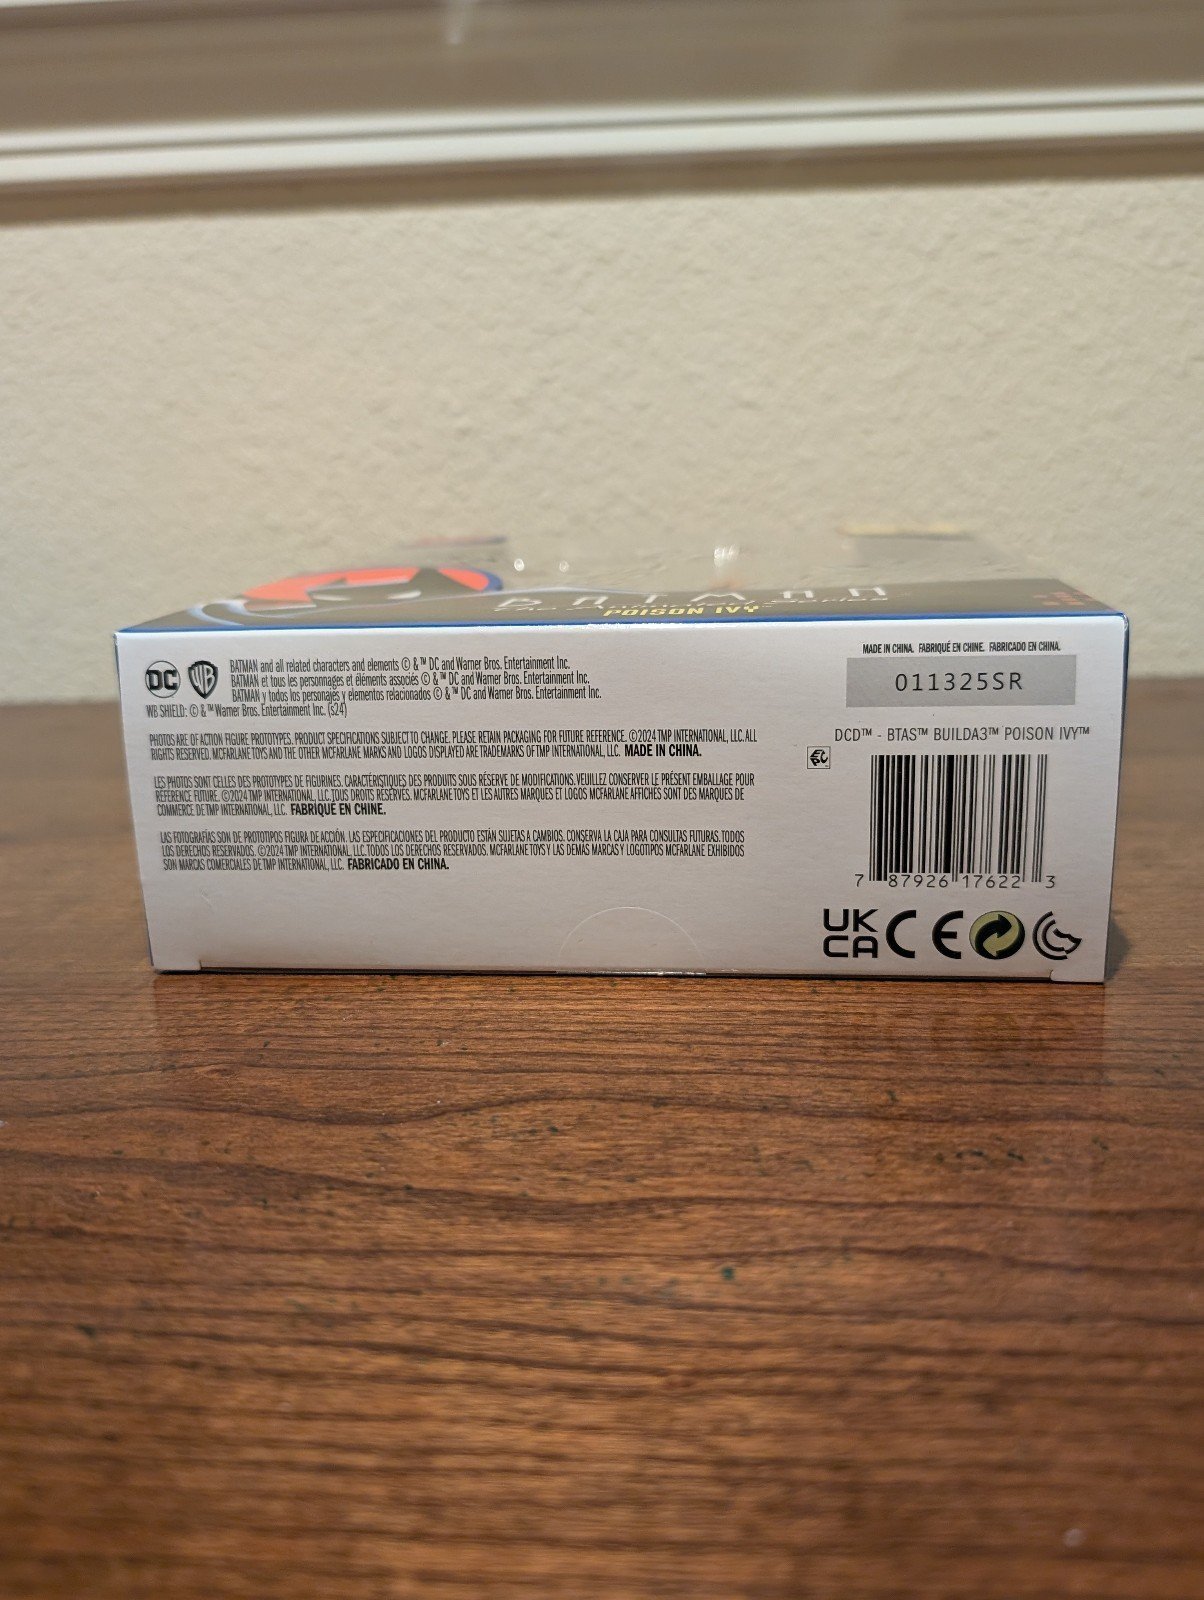 BATMAN
The Animated Series
POISON IVY™
DC
WB
BATMAN and all related characters and elements © & ™ DC and Warner Bros. Entertainment Inc.
BATMAN et tous les personnages et éléments associés © & ™ DC and Warner Bros. Entertainment Inc.
BATMAN y todos los personajes y elementos relacionados © & ™ DC and Warner Bros. Entertainment Inc.
WB SHIELD: © & ™ Warner Bros. Entertainment Inc. (s24)
PHOTOS ARE OF ACTION FIGURE PROTOTYPES. PRODUCT SPECIFICATIONS SUBJECT TO CHANGE. PLEASE RETAIN PACKAGING FOR FUTURE REFERENCE. ©2024 TMP INTERNATIONAL, LLC. ALL
RIGHTS RESERVED. MCFARLANE TOYS AND THE OTHER MCFARLANE MARKS AND LOGOS DISPLAYED ARE TRADEMARKS OF TMP INTERNATIONAL, LLC. MADE IN CHINA.
LES PHOTOS SONT CELLES DES PROTOTYPES DE FIGURINES. CARACTÉRISTIQUES DES PRODUITS SOUS RÉSERVE DE MODIFICATIONS. VEUILLEZ CONSERVER LE PRÉSENT EMBALLAGE POUR
RÉFÉRENCE FUTURE. ©2024 TMP INTERNATIONAL, LLC. TOUS DROITS RÉSERVÉS. MCFARLANE TOYS ET LES AUTRES MARQUES ET LOGOS MCFARLANE AFFICHÉS SONT DES MARQUES DE
COMMERCE DE TMP INTERNATIONAL, LLC. FABRIQUÉ EN CHINE.
LAS FOTOGRAFÍAS SON DE PROTOTIPOS FIGURA DE ACCIÓN. LAS ESPECIFICACIONES DEL PRODUCTO ESTÁN SUJETAS A CAMBIOS. CONSERVA LA CAJA PARA CONSULTAS FUTURAS. TODOS
LOS DERECHOS RESERVADOS. ©2024 TMP INTERNATIONAL, LLC. TODOS LOS DERECHOS RESERVADOS. MCFARLANE TOYS Y LAS DEMÁS MARCAS Y LOGOTIPOS MCFARLANE EXHIBIDOS
SON MARCAS COMERCIALES DE TMP INTERNATIONAL, LLC. FABRICADO EN CHINA.
MADE IN CHINA. FABRIQUÉ EN CHINE. FABRICADO EN CHINA.
011325SR
DCD™ - BTAS™ BUILDA3™ POISON IVY™
7 87926 17622 3
UK
CA
CE